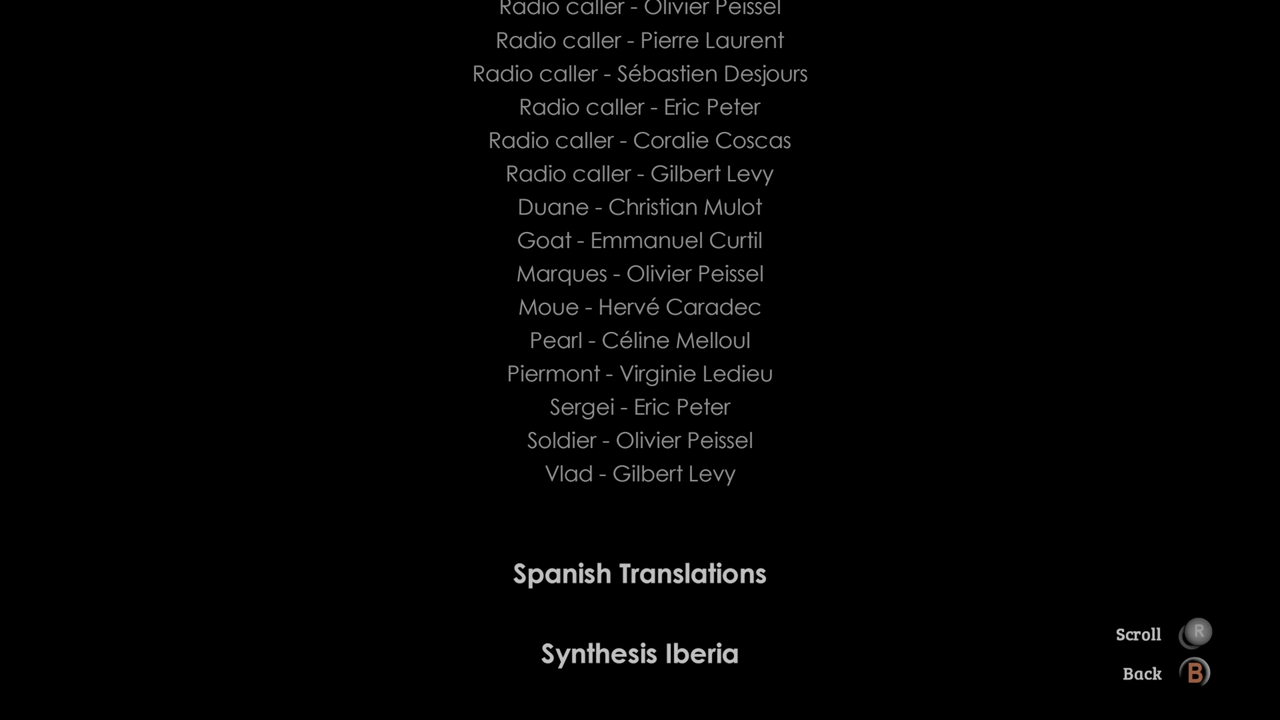 Radio caller - Olivier Peissel
Radio caller - Pierre Laurent
Radio caller - Sébastien Desjours
Radio caller - Eric Peter
Radio caller - Coralie Coscas
Radio caller - Gilbert Levy
Duane - Christian Mulot
Goat - Emmanuel Curtil
Marques - Olivier Peissel
Moue - Hervé Caradec
Pearl - Céline Melloul
Piermont - Virginie Ledieu
Sergei - Eric Peter
Soldier - Olivier Peissel
Vlad - Gilbert Levy
Spanish Translations
Synthesis Iberia
Scroll R
Back B